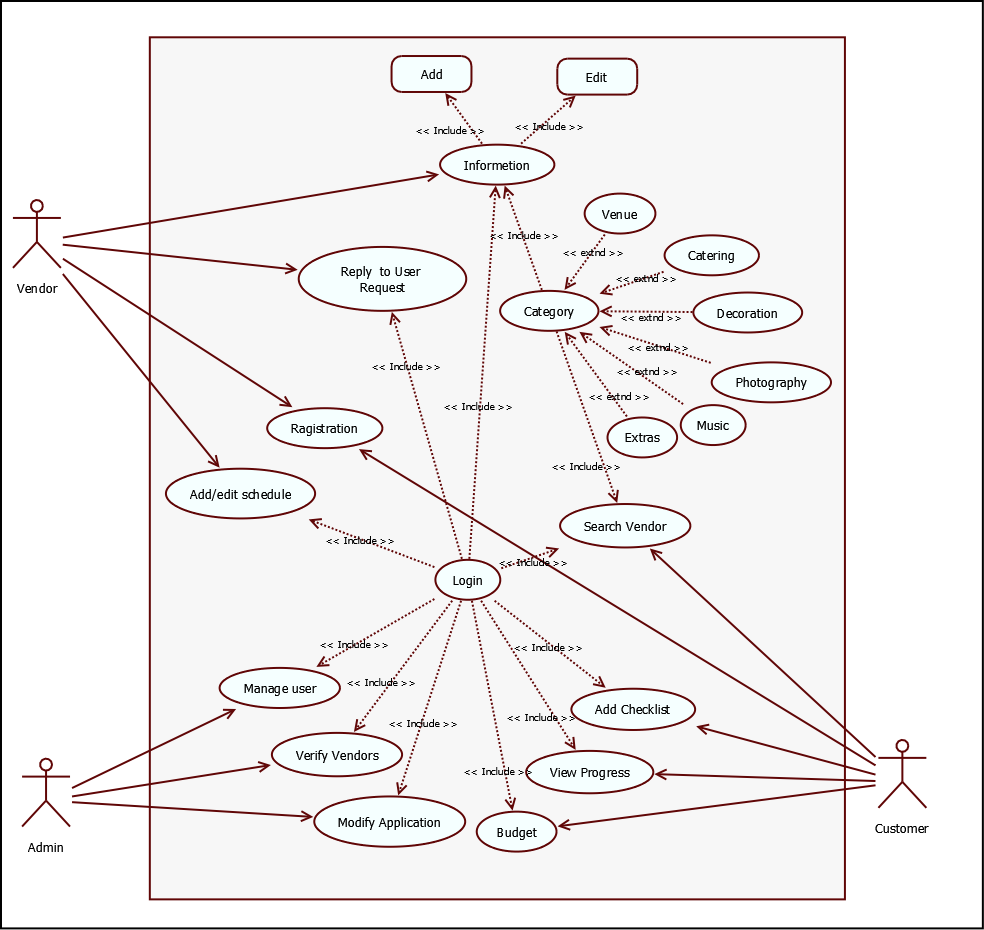 Add
Edit
<< Include >>
<< Include >>
Informetion
Venue
<< Include >>
<< extnd >>
Catering
Vendor
Reply to User
Request
<< extnd >>
Category
Decoration
<< extnd >>
<< extnd >>
<< Include >>
<< extnd >>
Photography
<< extnd >>
<< Include >>
Ragistration
Extras
Music
<< Include >>
Add/edit schedule
Search Vendor
<< Include >>
<< Include >>
Login
<< Include >>
<< Include >>
Manage user
<< Include >>
Add Checklist
<< Include >>
<< Include >>
Verify Vendors
<< Include >>
View Progress
Modify Application
Budget
Admin
Customer